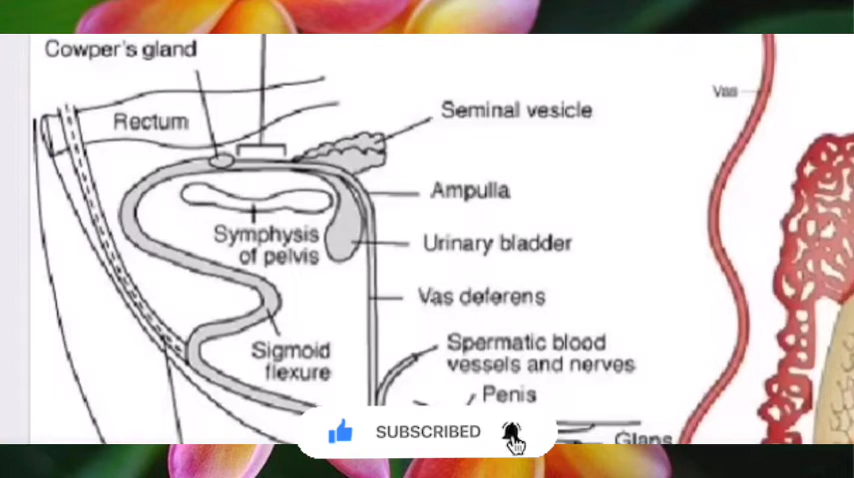 Cowper's gland
Rectum
Seminal vesicle
Vas
Ampulla
Symphysis
of pelvis
Urinary bladder
Vas deferens
Sigmoid
flexure
Spermatic blood
vessels and nerves
Penis
SUBSCRIBED
Glans